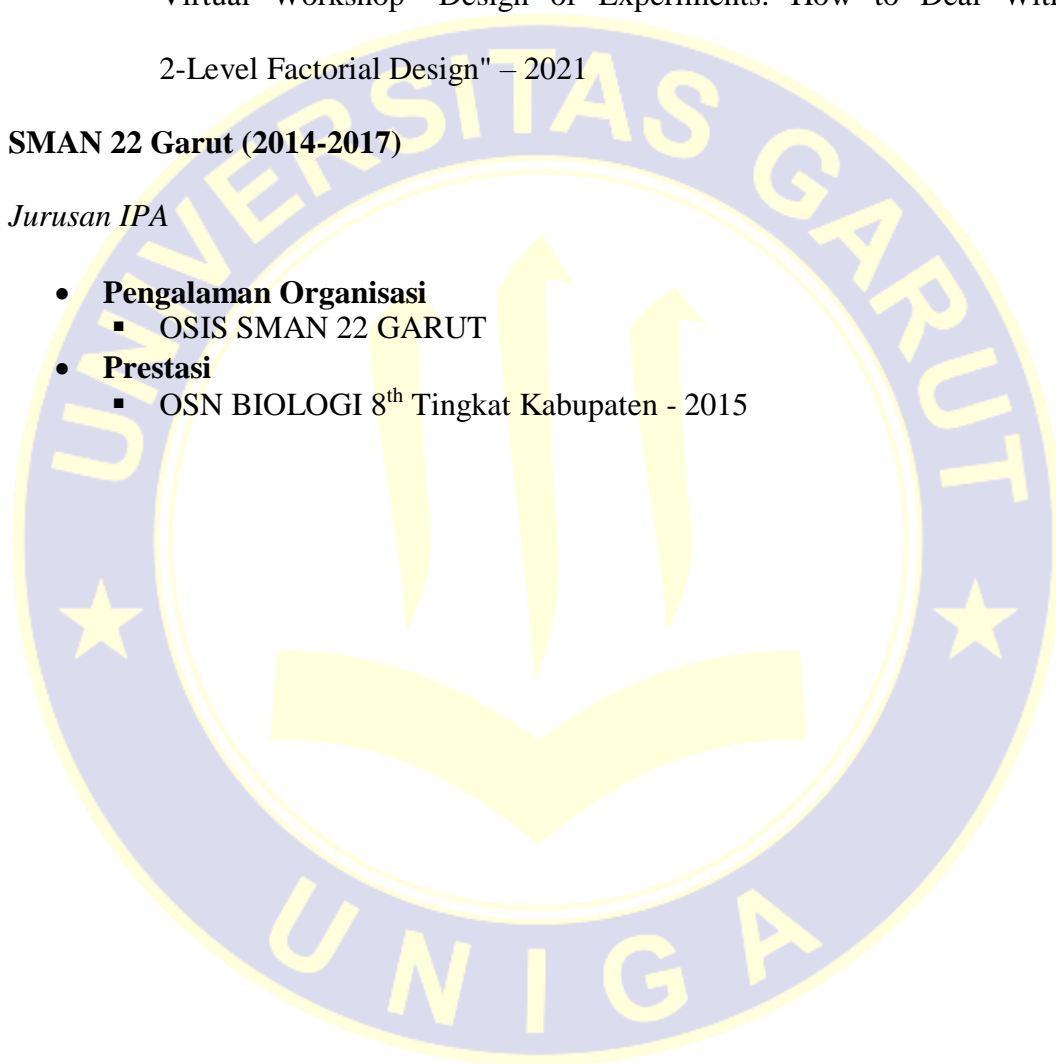 Virtual Workshop "Design of Experiments: How to Deal With
2-Level Factorial Design" – 2021
SMAN 22 Garut (2014-2017)
Jurusan IPA
• Pengalaman Organisasi
▪ OSIS SMAN 22 GARUT
• Prestasi
▪ OSN BIOLOGI 8th Tingkat Kabupaten - 2015
UNIVERSITAS GARUT
UNIGA